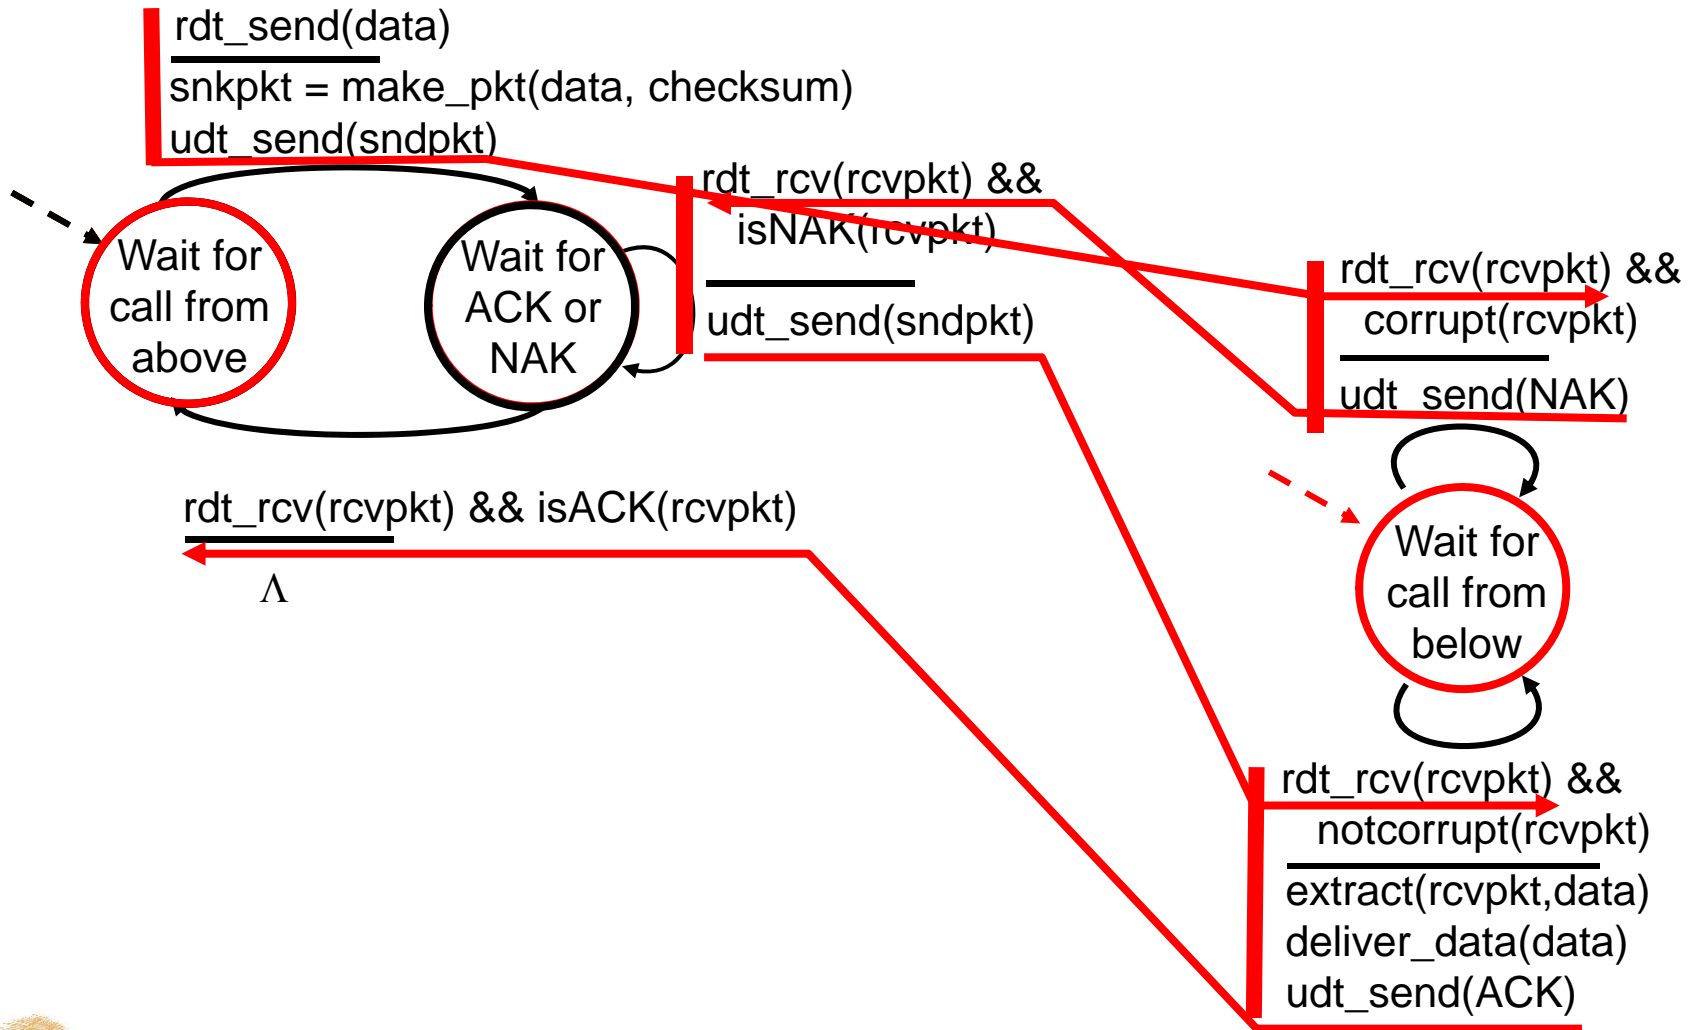 rdt_send(data)
snkpkt = make_pkt(data, checksum)
udt_send(sndpkt)
Wait for
call from
above
Wait for
ACK or
NAK
rdt_rcv(rcvpkt) &&
isNAK(rcvpkt)
udt_send(sndpkt)
rdt_rcv(rcvpkt) && isACK(rcvpkt)
Λ
rdt_rcv(rcvpkt) &&
corrupt(rcvpkt)
udt_send(NAK)
Wait for
call from
below
rdt_rcv(rcvpkt) &&
notcorrupt(rcvpkt)
extract(rcvpkt,data)
deliver_data(data)
udt_send(ACK)